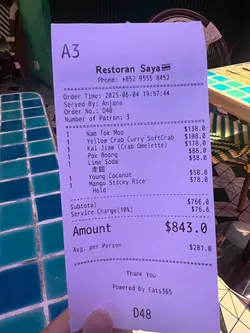 A3
Restoran Saya
Phone: +852 9555 8452
Order Time: 2025-06-04 19:57:44
Served By: Anjana
Order No.: D48
Number of Patron: 3
1 Nam Tok Moo $138.0
1 Yellow Crab Curry SoftCrab $188.0
1 Kai Jiaw (Crab Omelette) $178.0
1 Pak Boong $88.0
1 Lime Soda $38.0
1 Young Coconut $58.0
1 Mango Sticky Rice $78.0
Hold
Subtotal $766.0
Service Charge(10%) $76.6
Amount $843.0
Avg. per Person $281.0
Thank You
Powered by Eats365
D48